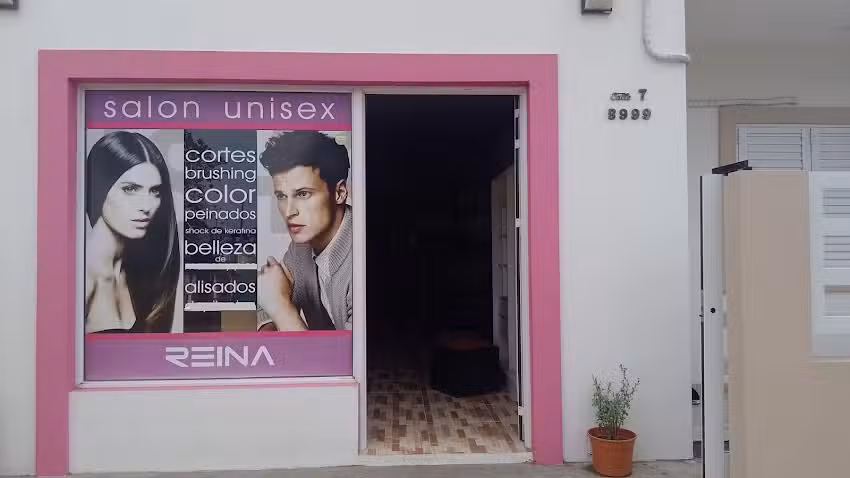 salon unisex
cortes
brushing
color
peinados
shock de keratina
belleza
de
alisados
REINA
Calle 7
8999